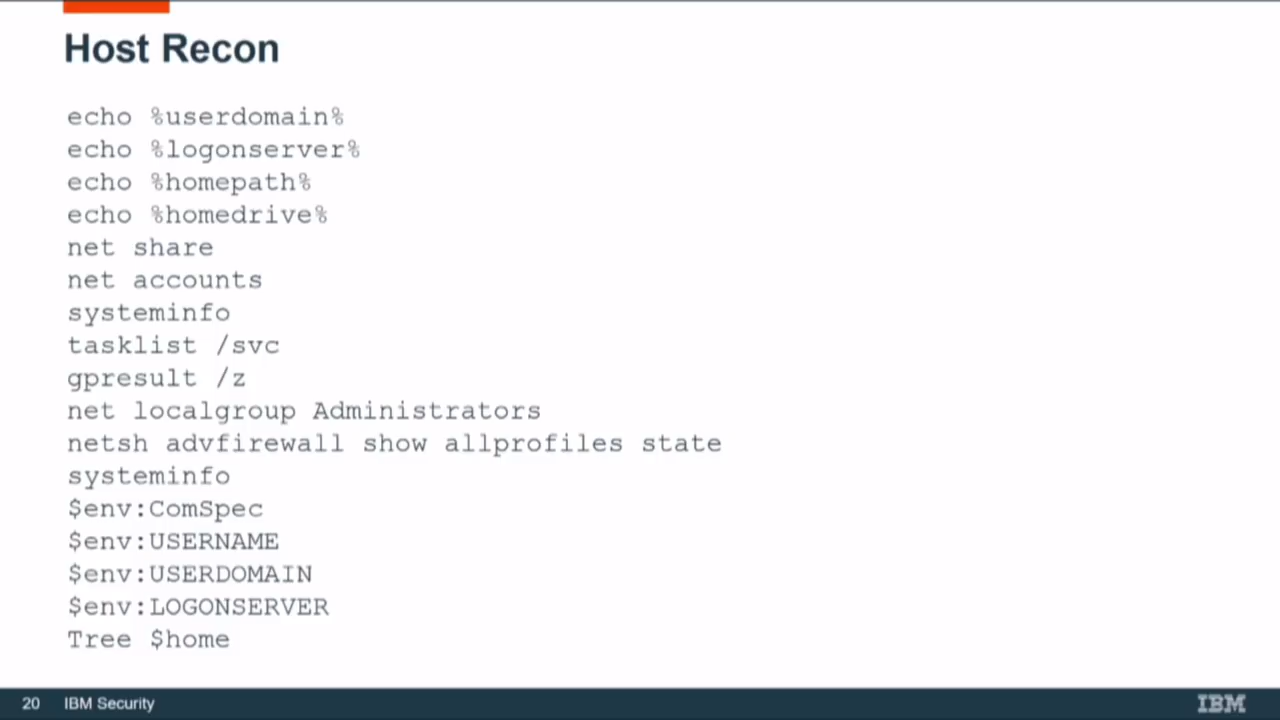 Host Recon
echo %userdomain%
echo %logonserver%
echo %homepath%
echo %homedrive%
net share
net accounts
systeminfo
tasklist /svc
gpresult /z
net localgroup Administrators
netsh advfirewall show allprofiles state
systeminfo
$env:ComSpec
$env:USERNAME
$env:USERDOMAIN
$env:LOGONSERVER
Tree $home
20 IBM Security IBM